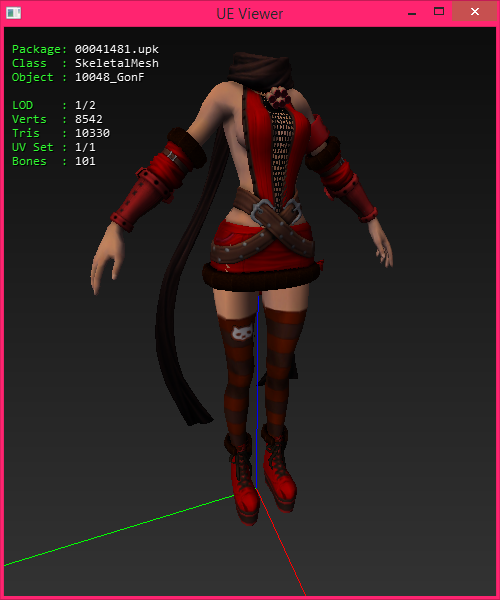 UE Viewer
Package: 00041481.upk
Class : SkeletalMesh
Object : 10048_GonF
LOD : 1/2
Verts : 8542
Tris : 10330
UV Set : 1/1
Bones : 101